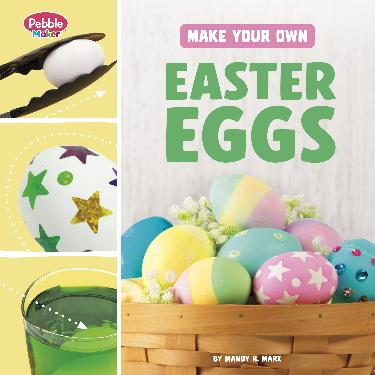 Pebble
Maker
MAKE YOUR OWN
EASTER
EGGS
BY MANDY R. MARX